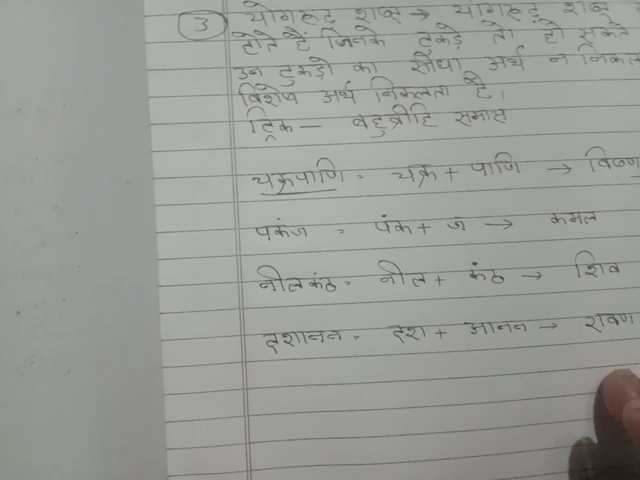 ③ योगरूढ़ शब्द → योगरूढ़ शब्द
होते हैं जिनके टुकड़े तो हो सकते
उन टुकड़ो का सीधा अर्थ न निकल
विशेष अर्थ निकलता है।
ट्रिक — बहुब्रीहि समास
चक्रपाणि = चक्र + पाणि → विष्णु
पकंज = पंक + ज → कमल
नीलकंठ = नील + कंठ → शिव
दशानन = दश + आनन → रावण